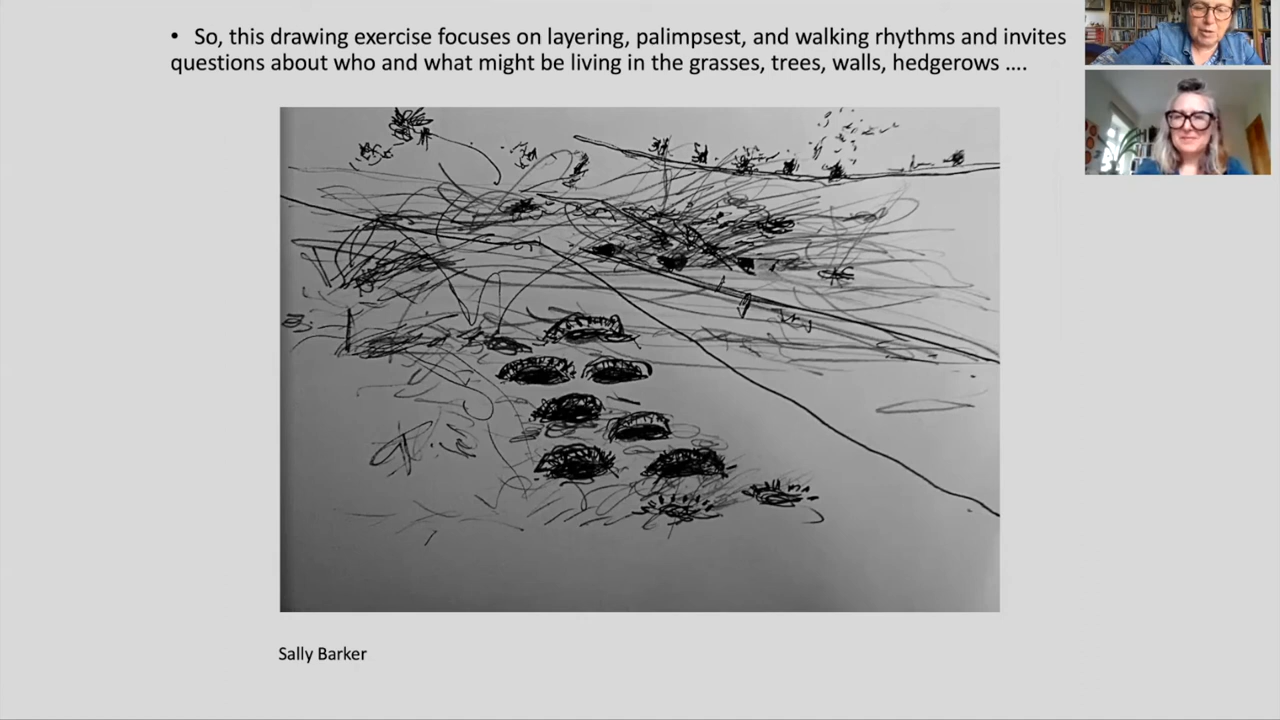 • So, this drawing exercise focuses on layering, palimpsest, and walking rhythms and invites
questions about who and what might be living in the grasses, trees, walls, hedgerows ….
Sally Barker